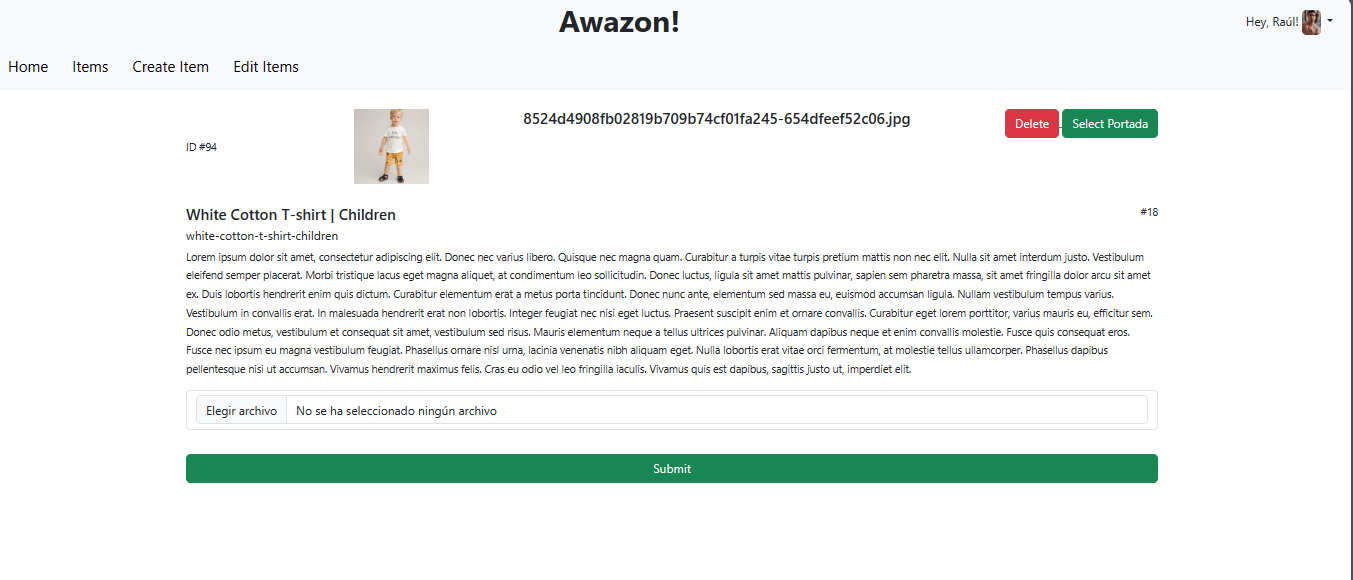 Awazon!
Hey, Raúl!
Home Items Create Item Edit Items
8524d4908fb02819b709b74cf01fa245-654dfeef52c06.jpg
Delete Select Portada
ID #94
White Cotton T-shirt | Children
#18
white-cotton-t-shirt-children
Lorem ipsum dolor sit amet, consectetur adipiscing elit. Donec nec varius libero. Quisque nec magna quam. Curabitur a turpis vitae turpis pretium mattis non nec elit. Nulla sit amet interdum justo. Vestibulum
eleifend semper placerat. Morbi tristique lacus eget magna aliquet, at condimentum leo sollicitudin. Donec luctus, ligula sit amet mattis pulvinar, sapien sem pharetra massa, sit amet fringilla dolor arcu sit amet
ex. Duis lobortis hendrerit enim quis dictum. Curabitur elementum erat a metus porta tincidunt. Donec nunc ante, elementum sed massa eu, euismod accumsan ligula. Nullam vestibulum tempus varius.
Vestibulum in convallis erat. In malesuada hendrerit erat non lobortis. Integer feugiat nec nisi eget luctus. Praesent suscipit enim et ornare convallis. Curabitur eget lorem porttitor, varius mauris eu, efficitur sem.
Donec odio metus, vestibulum et consequat sit amet, vestibulum sed risus. Mauris elementum neque a tellus ultrices pulvinar. Aliquam dapibus neque et enim convallis molestie. Fusce quis consequat eros.
Fusce nec ipsum eu magna vestibulum feugiat. Phasellus ornare nisl urna, lacinia venenatis nibh aliquam eget. Nulla lobortis erat vitae orci fermentum, at molestie tellus ullamcorper. Phasellus dapibus
pellentesque nisi ut accumsan. Vivamus hendrerit maximus felis. Cras eu odio vel leo fringilla iaculis. Vivamus quis est dapibus, sagittis justo ut, imperdiet elit.
Elegir archivo No se ha seleccionado ningún archivo
Submit